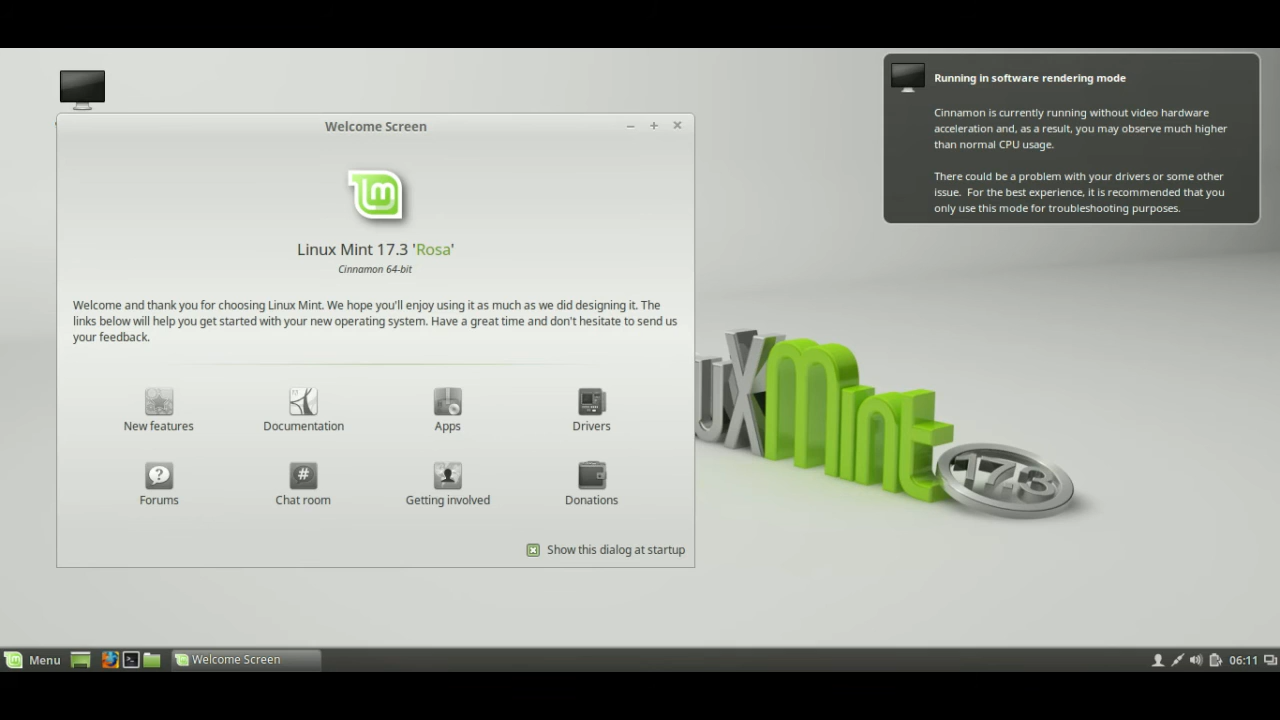 Running in software rendering mode
Cinnamon is currently running without video hardware
acceleration and, as a result, you may observe much higher
than normal CPU usage.
There could be a problem with your drivers or some other
issue.  For the best experience, it is recommended that you
only use this mode for troubleshooting purposes.
Welcome Screen
lm
Linux Mint 17.3 'Rosa'
Cinnamon 64-bit
Welcome and thank you for choosing Linux Mint. We hope you'll enjoy using it as much as we did designing it. The
links below will help you get started with your new operating system. Have a great time and don't hesitate to send us
your feedback.
New features
Documentation
Apps
Drivers
Forums
Chat room
Getting involved
Donations
Show this dialog at startup
uX Mint 17.3
Menu
Welcome Screen
06:11